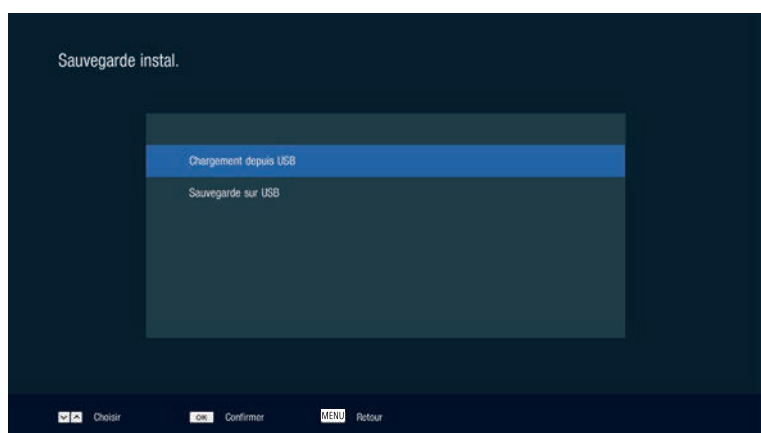 Sauvegarde instal.
Chargement depuis USB
Sauvegarde sur USB
Choisir OK Confirmer MENU Retour